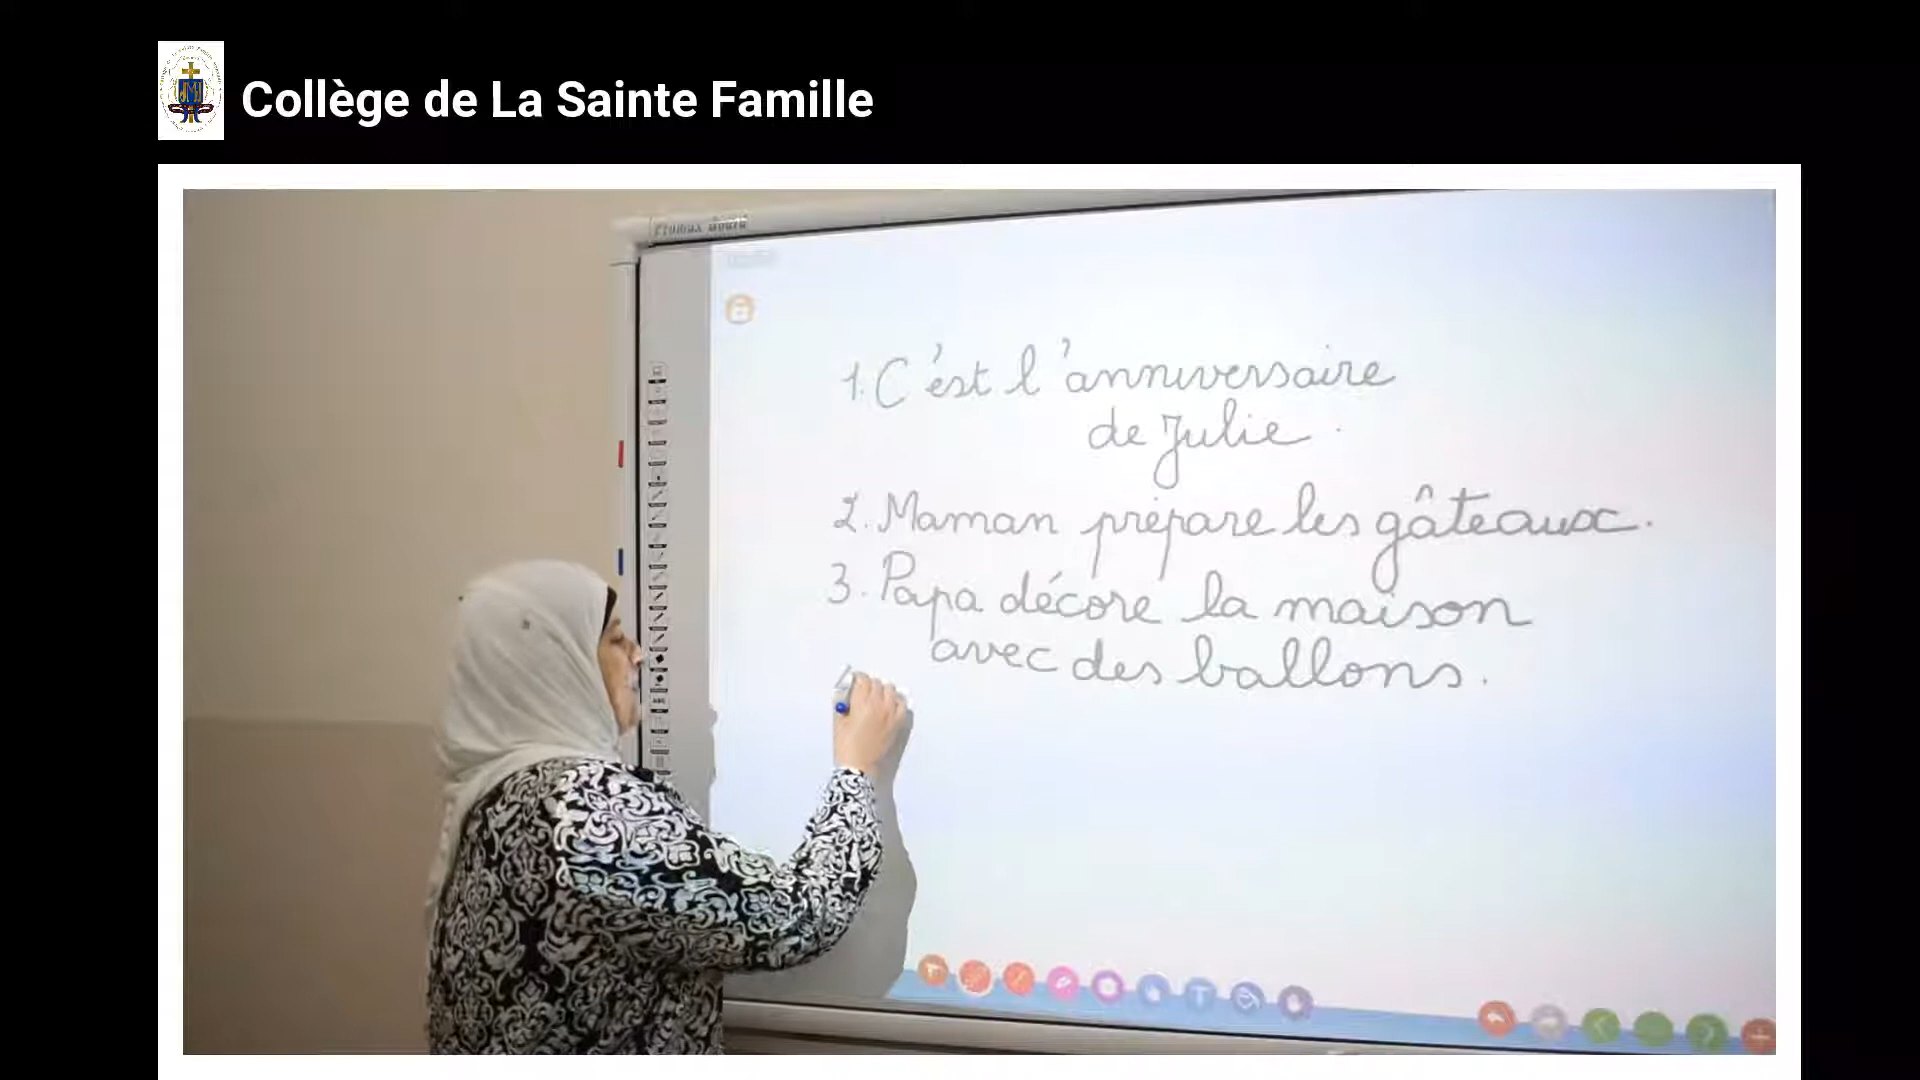 Collège de La Sainte Famille
1. C'est l'anniversaire
de Julie.
2. Maman prépare les gâteaux.
3. Papa décore la maison
avec des ballons.